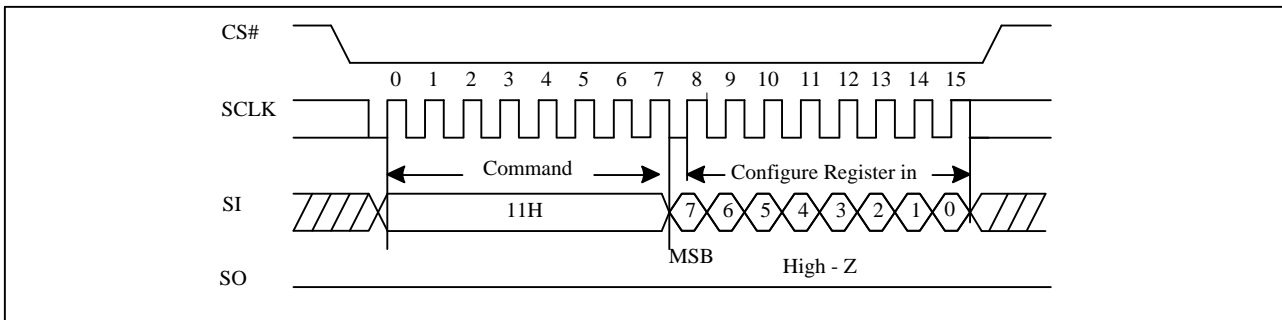 CS#
0 1 2 3 4 5 6 7 8 9 10 11 12 13 14 15
SCLK
Command
Configure Register in
SI
11H
7 6 5 4 3 2 1 0
MSB
High - Z
SO